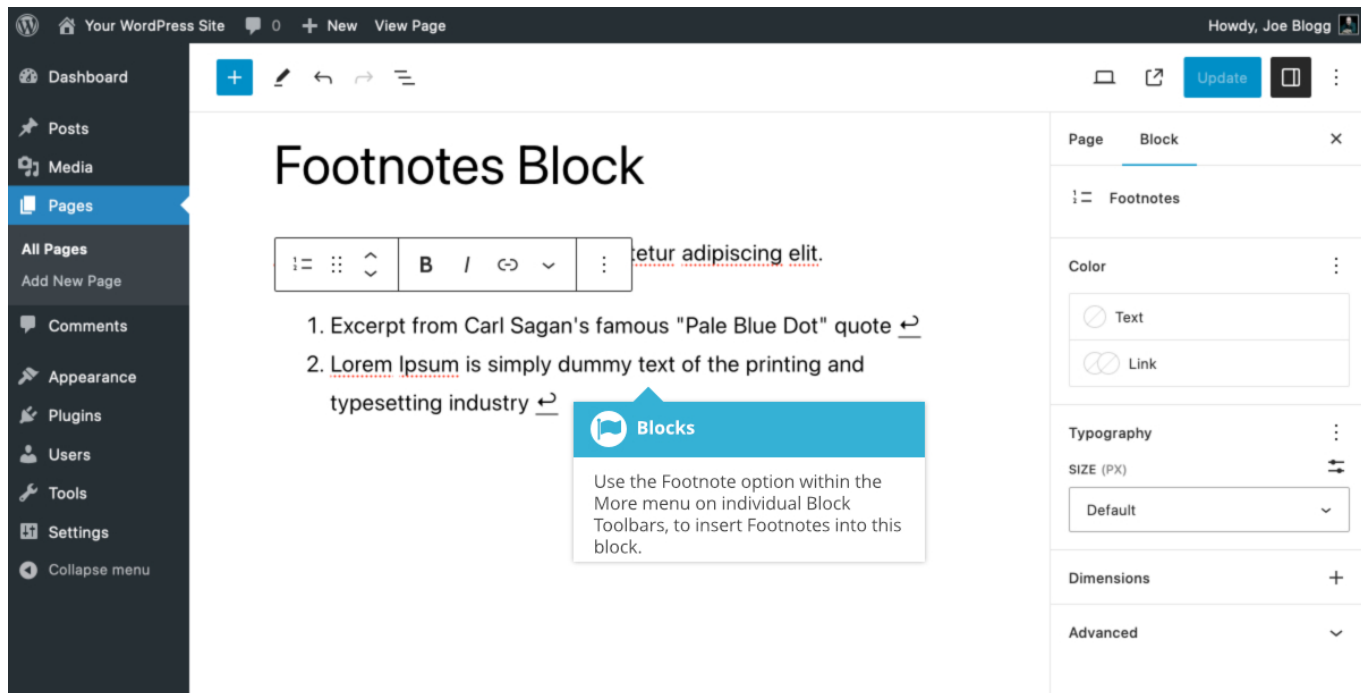 Your WordPress Site 0 New View Page Howdy, Joe Blogg
Dashboard
Posts
Media
Pages
All Pages
Add New Page
Comments
Appearance
Plugins
Users
Tools
Settings
Collapse menu
Update
Footnotes Block
tetur adipiscing elit.
B I
1. Excerpt from Carl Sagan's famous "Pale Blue Dot" quote ↩
2. Lorem Ipsum is simply dummy text of the printing and
typesetting industry ↩
Blocks
Use the Footnote option within the
More menu on individual Block
Toolbars, to insert Footnotes into this
block.
Page Block
Footnotes
Color
Text
Link
Typography
SIZE (PX)
Default
Dimensions
Advanced